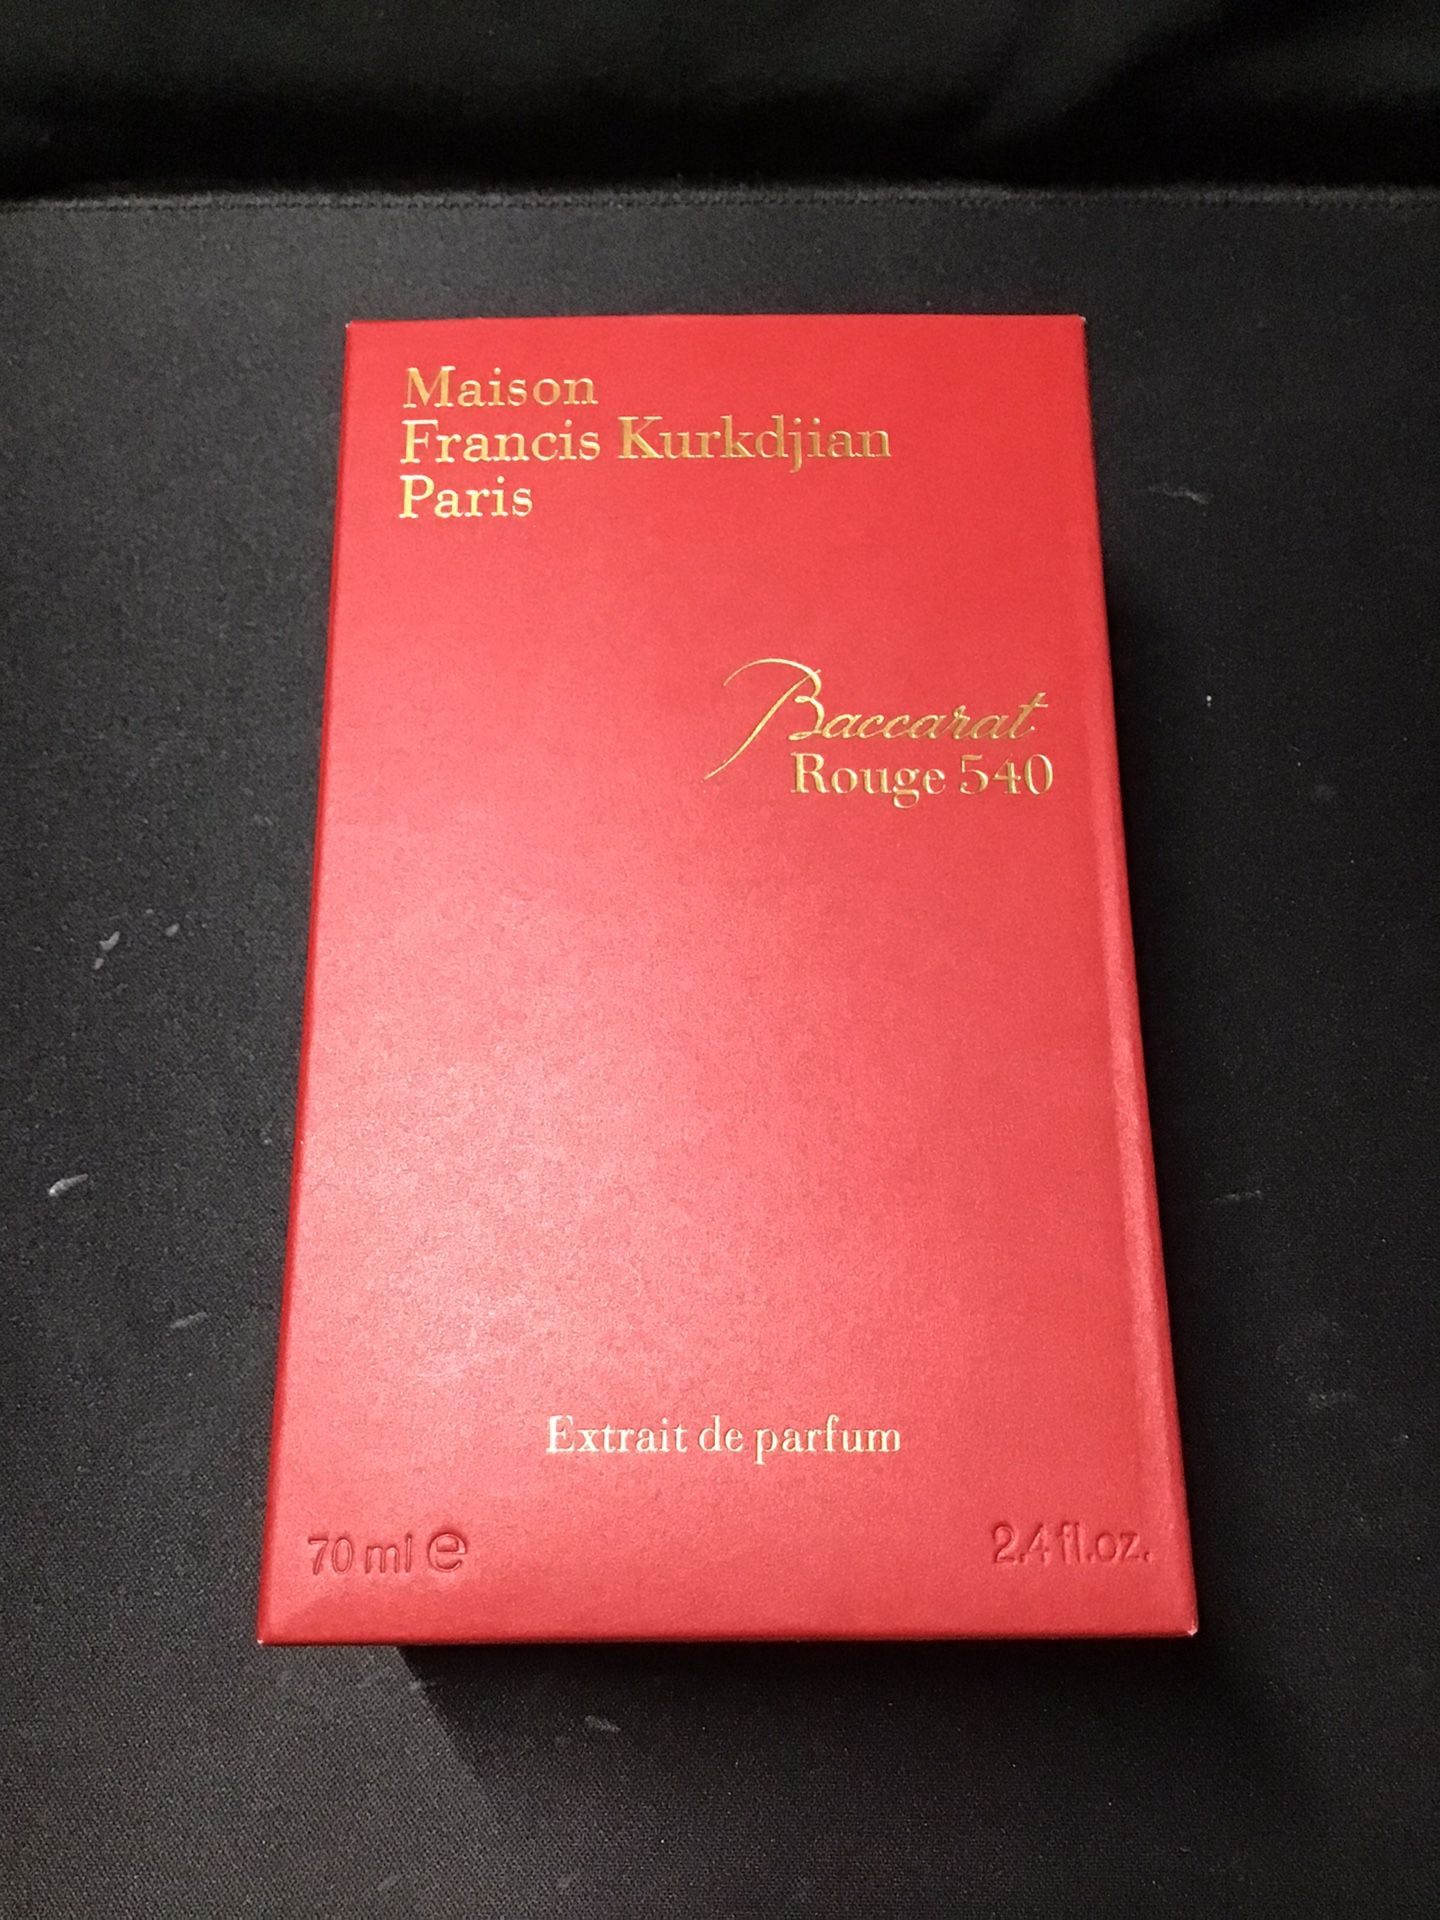 Maison
Francis Kurkdjian
Paris
Baccarat
Rouge 540
Extrait de parfum
70 ml ℮ 2.4 fl.oz.